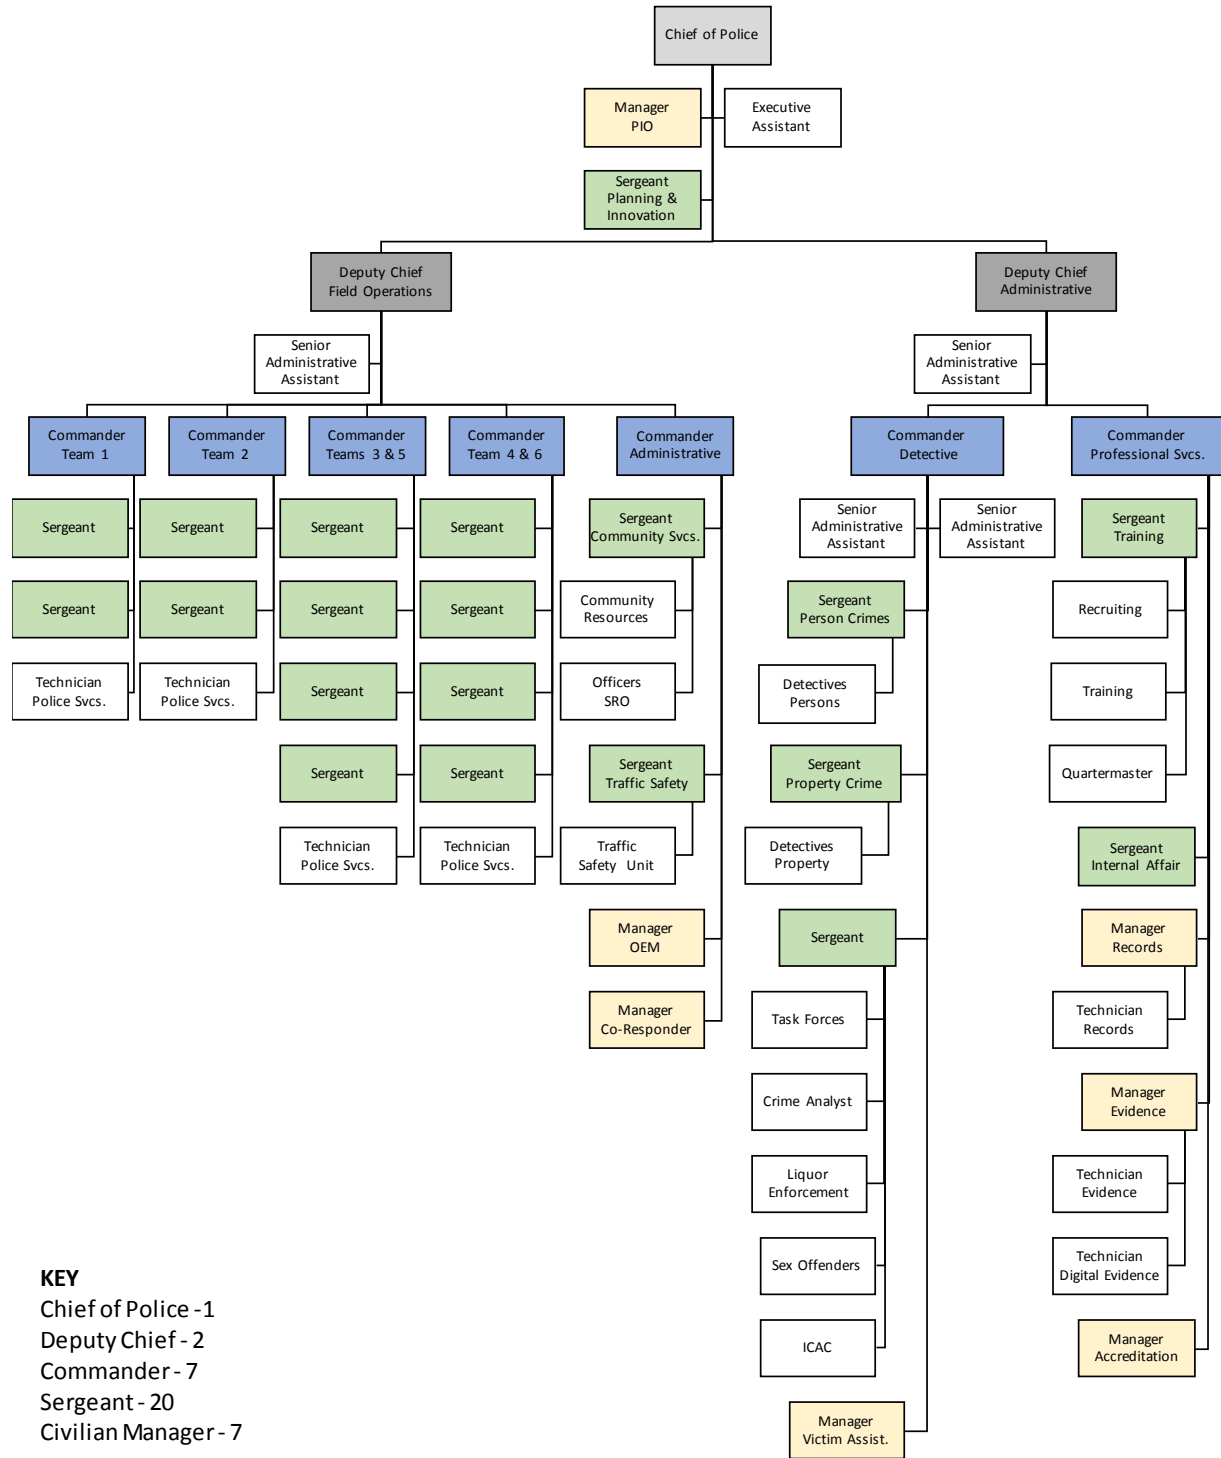 Chief of Police
Manager
PIO
Executive
Assistant
Sergeant
Planning &
Innovation
Deputy Chief
Field Operations
Deputy Chief
Administrative
Senior
Administrative
Assistant
Senior
Administrative
Assistant
Commander
Team 1
Commander
Team 2
Commander
Teams 3 & 5
Commander
Team 4 & 6
Commander
Administrative
Commander
Detective
Commander
Professional Svcs.
Sergeant
Sergeant
Technician
Police Svcs.
Sergeant
Sergeant
Technician
Police Svcs.
Sergeant
Sergeant
Sergeant
Sergeant
Technician
Police Svcs.
Sergeant
Sergeant
Sergeant
Sergeant
Technician
Police Svcs.
Sergeant
Community Svcs.
Community
Resources
Officers
SRO
Sergeant
Traffic Safety
Traffic
Safety Unit
Manager
OEM
Manager
Co-Responder
Senior
Administrative
Assistant
Senior
Administrative
Assistant
Sergeant
Person Crimes
Detectives
Persons
Sergeant
Property Crime
Detectives
Property
Sergeant
Task Forces
Crime Analyst
Liquor
Enforcement
Sex Offenders
ICAC
Manager
Victim Assist.
Sergeant
Training
Recruiting
Training
Quartermaster
Sergeant
Internal Affair
Manager
Records
Technician
Records
Manager
Evidence
Technician
Evidence
Technician
Digital Evidence
Manager
Accreditation
KEY
Chief of Police -1
Deputy Chief - 2
Commander - 7
Sergeant - 20
Civilian Manager - 7